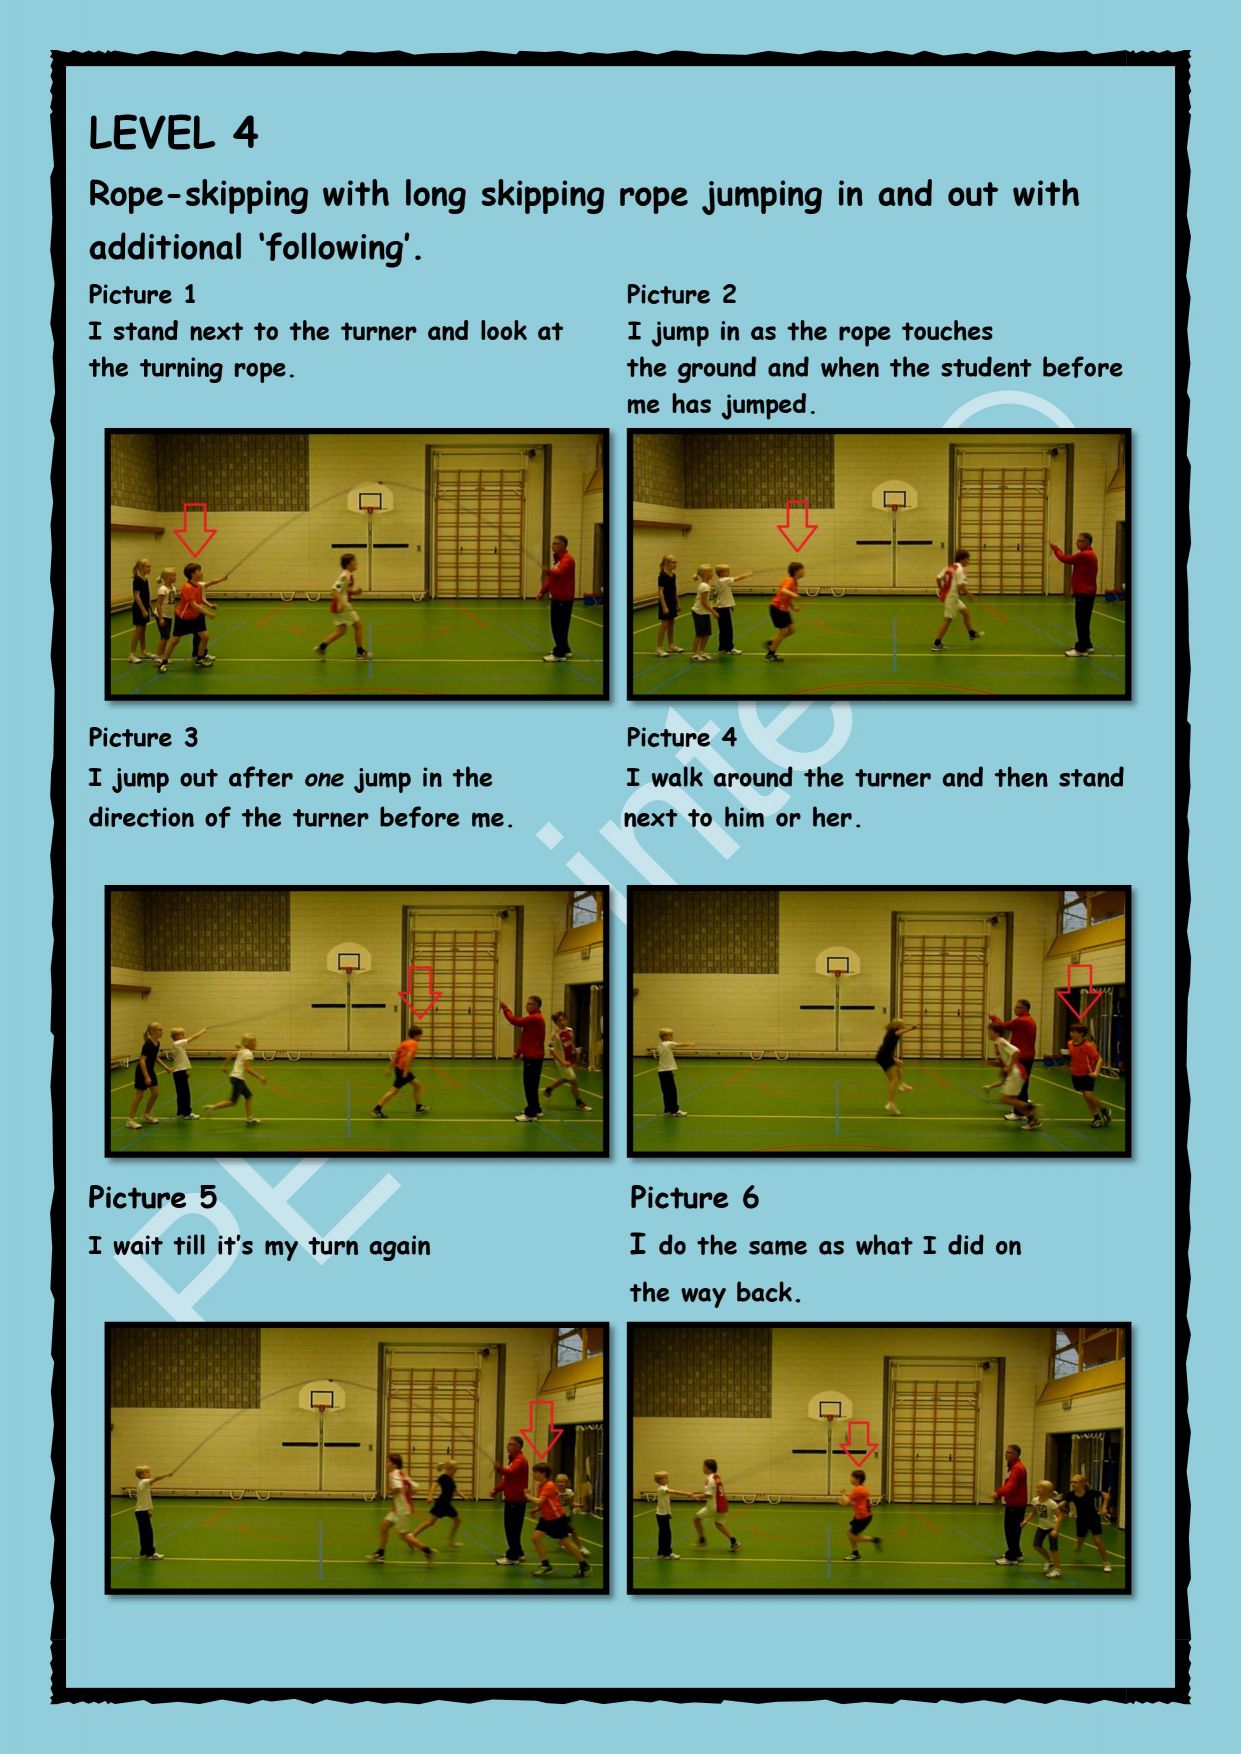 LEVEL 4
Rope-skipping with long skipping rope jumping in and out with
additional ‘following’.
Picture 1
I stand next to the turner and look at
the turning rope.
Picture 2
I jump in as the rope touches
the ground and when the student before
me has jumped.
Picture 3
I jump out after one jump in the
direction of the turner before me.
Picture 4
I walk around the turner and then stand
next to him or her.
Picture 5
I wait till it’s my turn again
Picture 6
I do the same as what I did on
the way back.